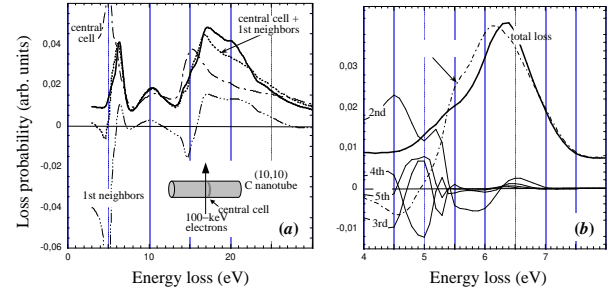 central cell
central cell + 1st neighbors
Loss probability (arb. units)
0,04
0,02
0
-0,02
-0,04
-0,06
1st neighbors
(10,10)
C nanotube
central cell
100-keV
electrons
(a)
5
10
15
20
Energy loss (eV)
(b)
total loss
2nd
4th
5th
3rd
0,03
0,02
0,01
0
-0,01
4
5
6
7
Energy loss (eV)